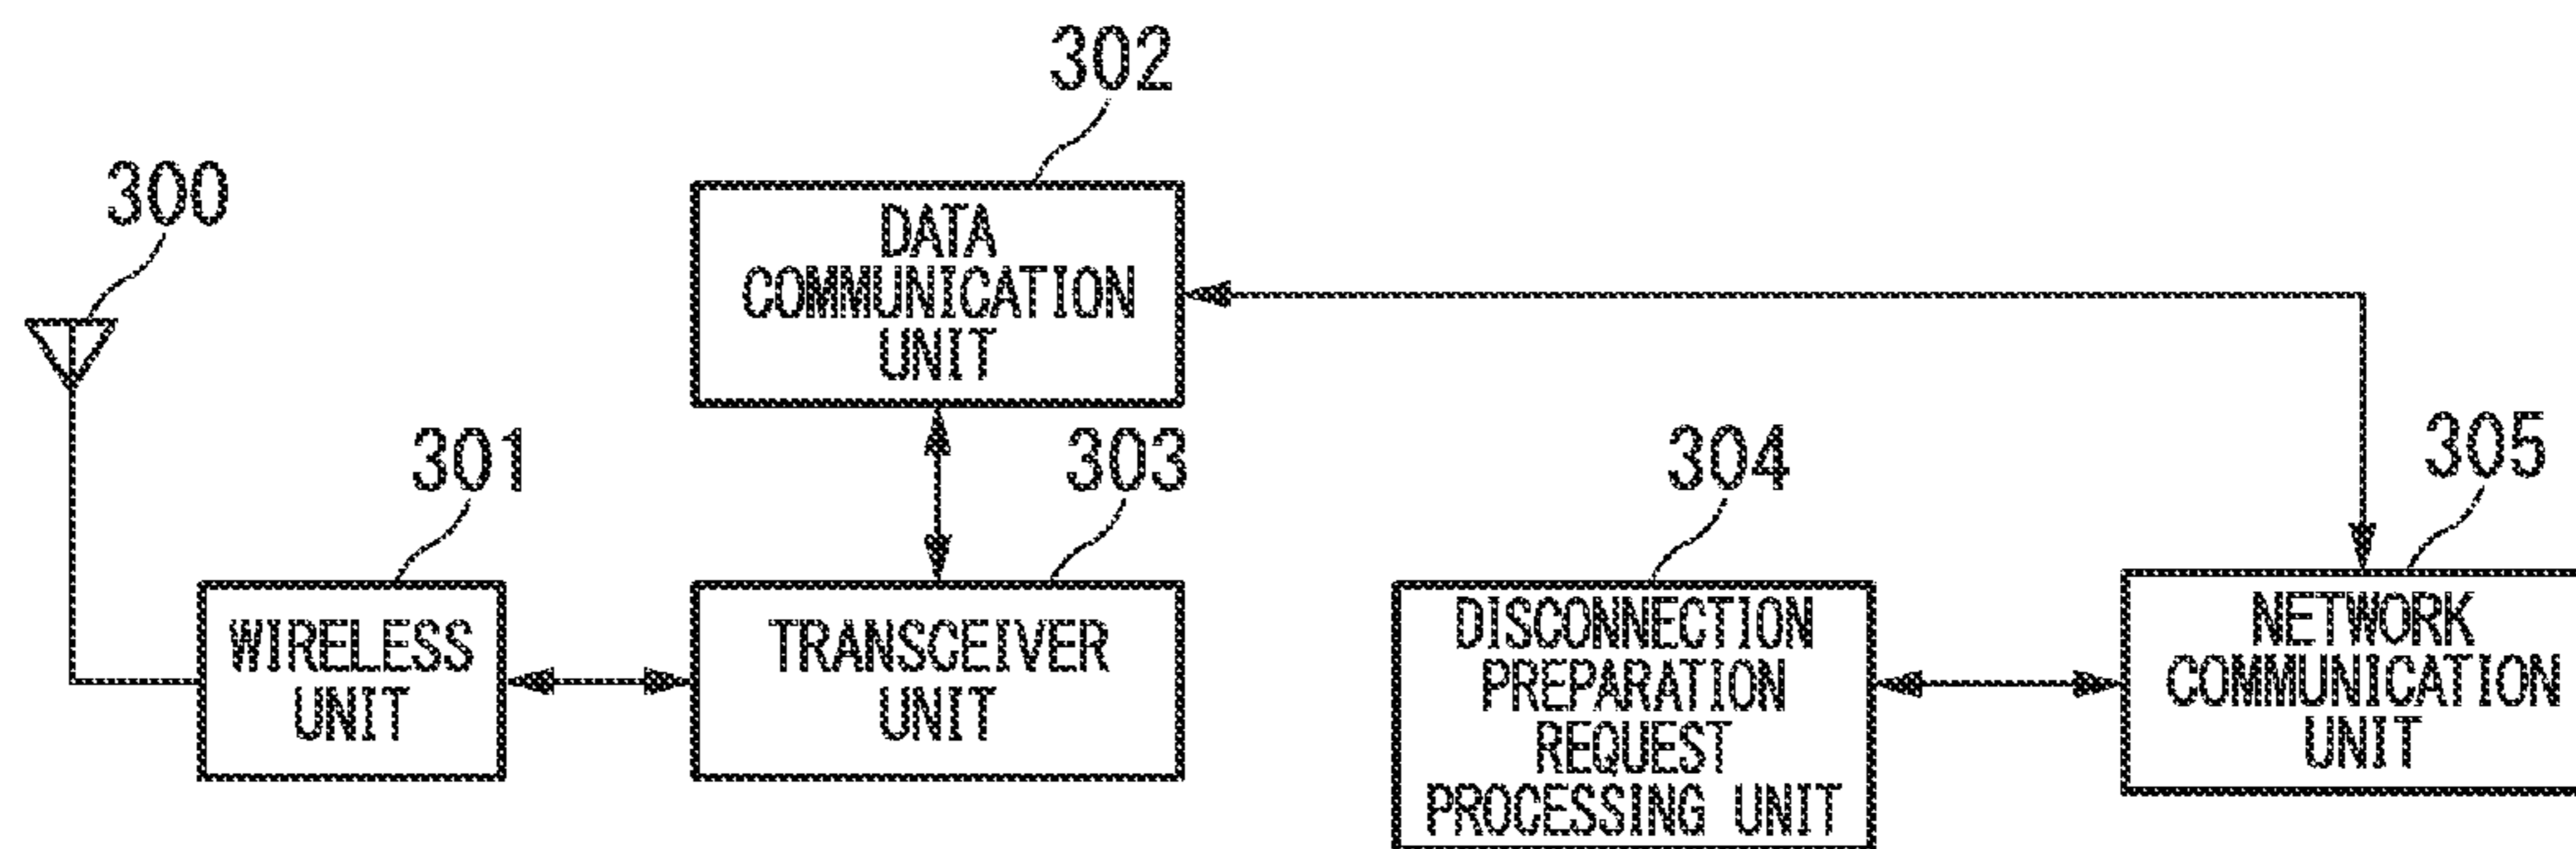 302
300
DATA
COMMUNICATION
UNIT
301
303
304
305
WIRELESS
UNIT
TRANSCEIVER
UNIT
DISCONNECTION
PREPARATION
REQUEST
PROCESSING UNIT
NETWORK
COMMUNICATION
UNIT